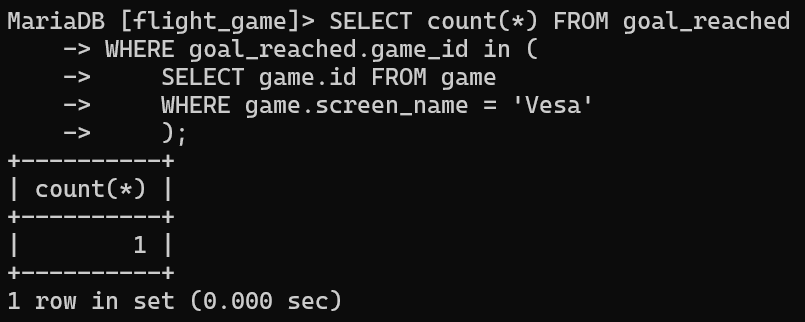 MariaDB [flight_game]> SELECT count(*) FROM goal_reached
    -> WHERE goal_reached.game_id in (
    ->     SELECT game.id FROM game
    ->     WHERE game.screen_name = 'Vesa'
    ->     );
+----------+
| count(*) |
+----------+
|        1 |
+----------+
1 row in set (0.000 sec)